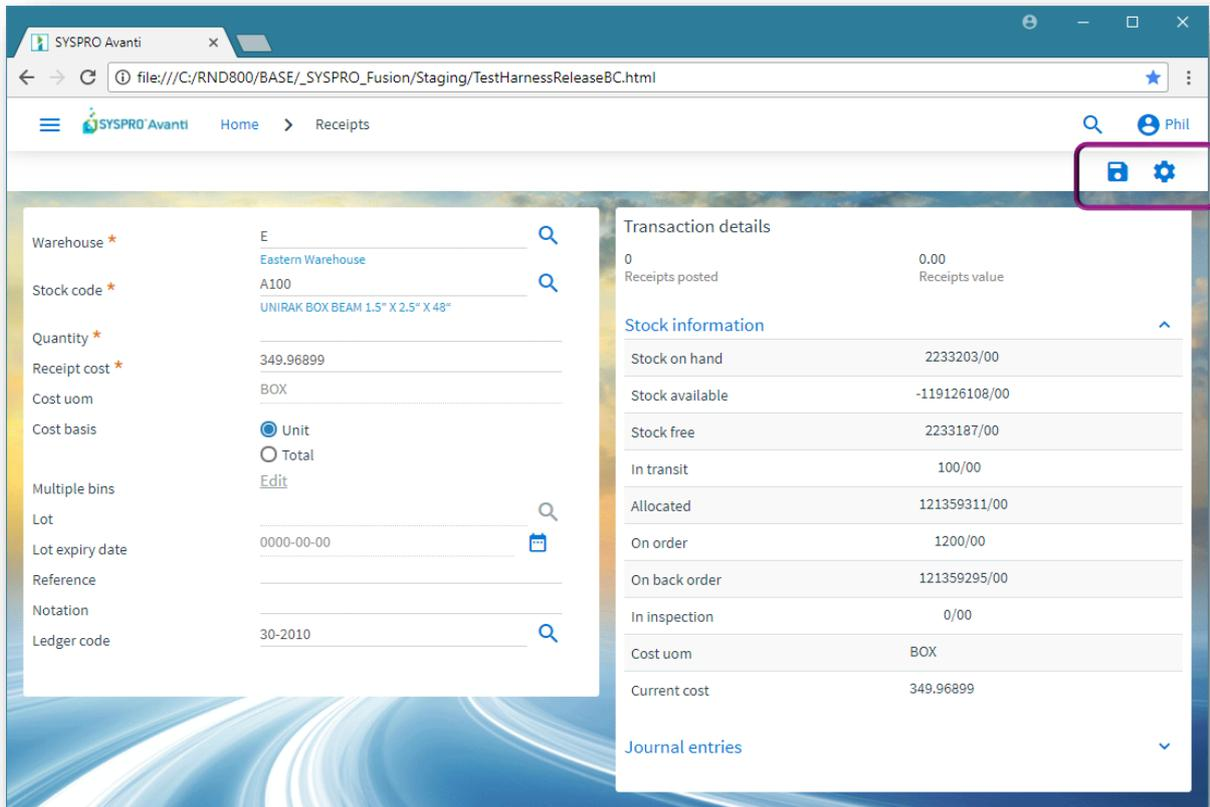 SYSPRO Avanti
file:///C:/RND800/BASE/_SYSPRO_Fusion/Staging/TestHarnessReleaseBC.html
SYSPRO Avanti Home Receipts Phil
Warehouse * E
Eastern Warehouse
Stock code * A100
UNIRAK BOX BEAM 1.5" X 2.5" X 48"
Quantity *
Receipt cost * 349.96899
Cost uom BOX
Cost basis Unit
Total
Multiple bins Edit
Lot
Lot expiry date 0000-00-00
Reference
Notation
Ledger code 30-2010
Transaction details
0 0.00
Receipts posted Receipts value
Stock information
Stock on hand 2233203/00
Stock available -119126108/00
Stock free 2233187/00
In transit 100/00
Allocated 121359311/00
On order 1200/00
On back order 121359295/00
In inspection 0/00
Cost uom BOX
Current cost 349.96899
Journal entries